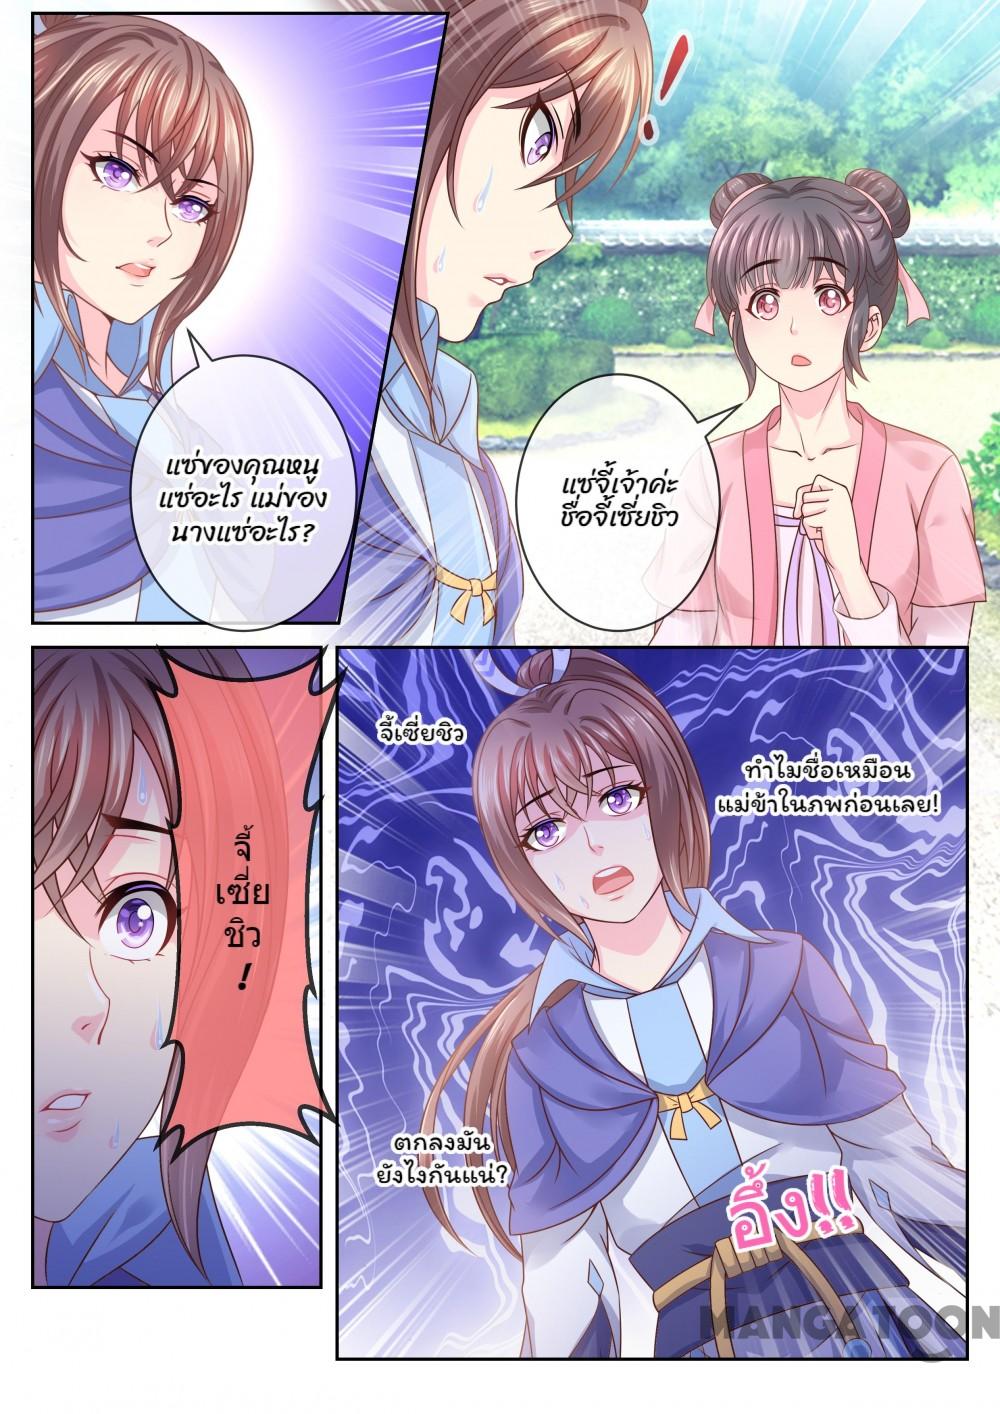 แซ่ของคุณหนู
แซ่อะไร แม่ของ
นางแซ่อะไร?
!
แซ่จี้เจ้าค่ะ
ชื่อจี้เซี่ยชิว
จี้
เซี่ย
ชิว
!
จี้เซี่ยชิว
ทำไมชื่อเหมือน
แม่ข้าในภพก่อนเลย!
ตกลงมัน
ยังไงกันแน่?
อึ้ง!!
MANGATOON